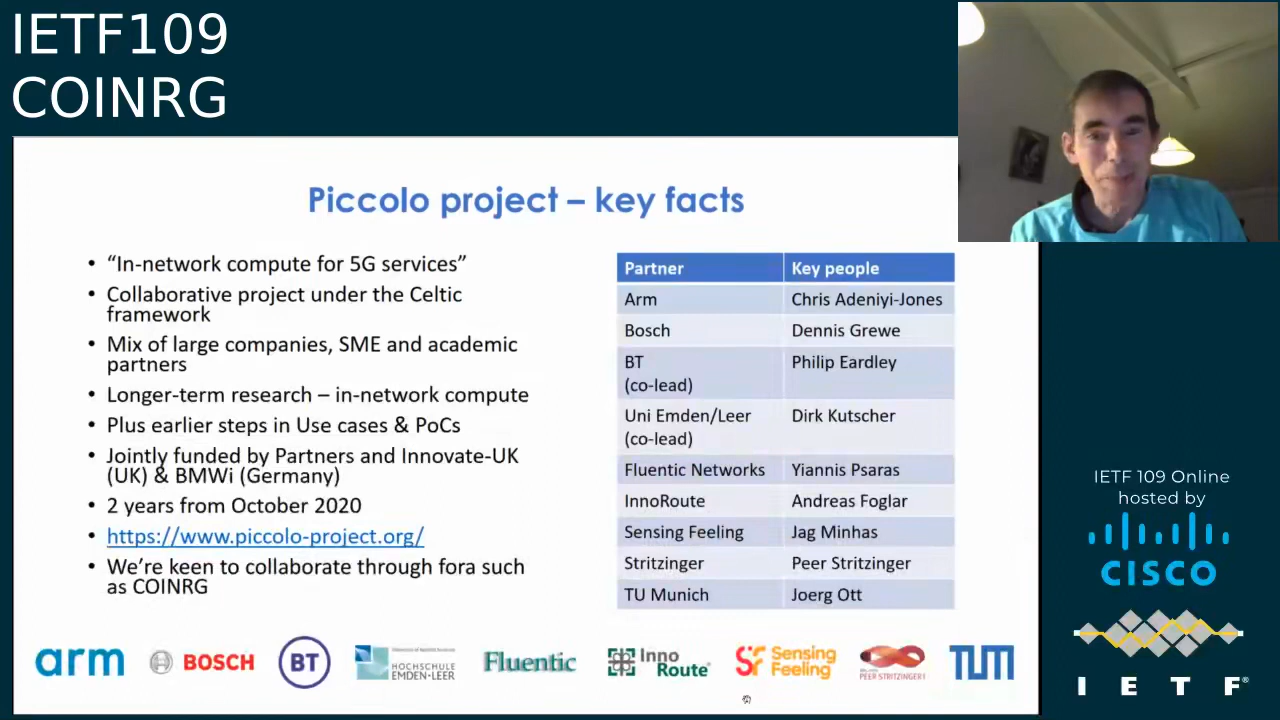 IETF109
COINRG
Piccolo project – key facts
• “In-network compute for 5G services”
• Collaborative project under the Celtic
framework
• Mix of large companies, SME and academic
partners
• Longer-term research – in-network compute
• Plus earlier steps in Use cases & PoCs
• Jointly funded by Partners and Innovate-UK
(UK) & BMWi (Germany)
• 2 years from October 2020
• https://www.piccolo-project.org/
• We’re keen to collaborate through fora such
as COINRG
Partner Key people
Arm Chris Adeniyi-Jones
Bosch Dennis Grewe
BT Philip Eardley
(co-lead)
Uni Emden/Leer Dirk Kutscher
(co-lead)
Fluentic Networks Yiannis Psaras
InnoRoute Andreas Foglar
Sensing Feeling Jag Minhas
Stritzinger Peer Stritzinger
TU Munich Joerg Ott
arm
BOSCH
BT
HOCHSCHULE
EMDEN·LEER
Fluentic
Inno
Route
Sensing
Feeling
PEER STRITZINGER
TUM
IETF 109 Online
hosted by
CISCO
I E T F®